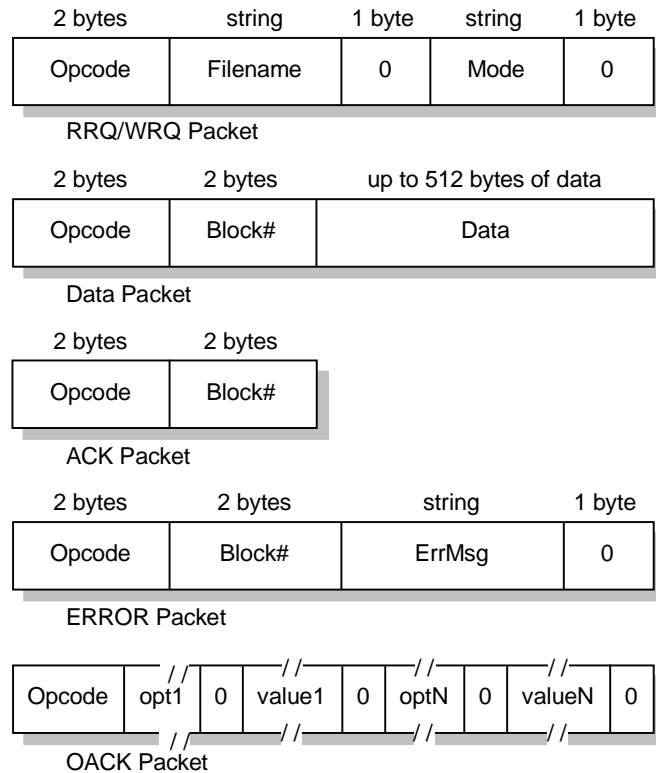 2 bytes string 1 byte string 1 byte
Opcode Filename 0 Mode 0
RRQ/WRQ Packet
2 bytes 2 bytes up to 512 bytes of data
Opcode Block# Data
Data Packet
2 bytes 2 bytes
Opcode Block#
ACK Packet
2 bytes 2 bytes string 1 byte
Opcode Block# ErrMsg 0
ERROR Packet
Opcode opt1 0 value1 0 optN 0 valueN 0
OACK Packet